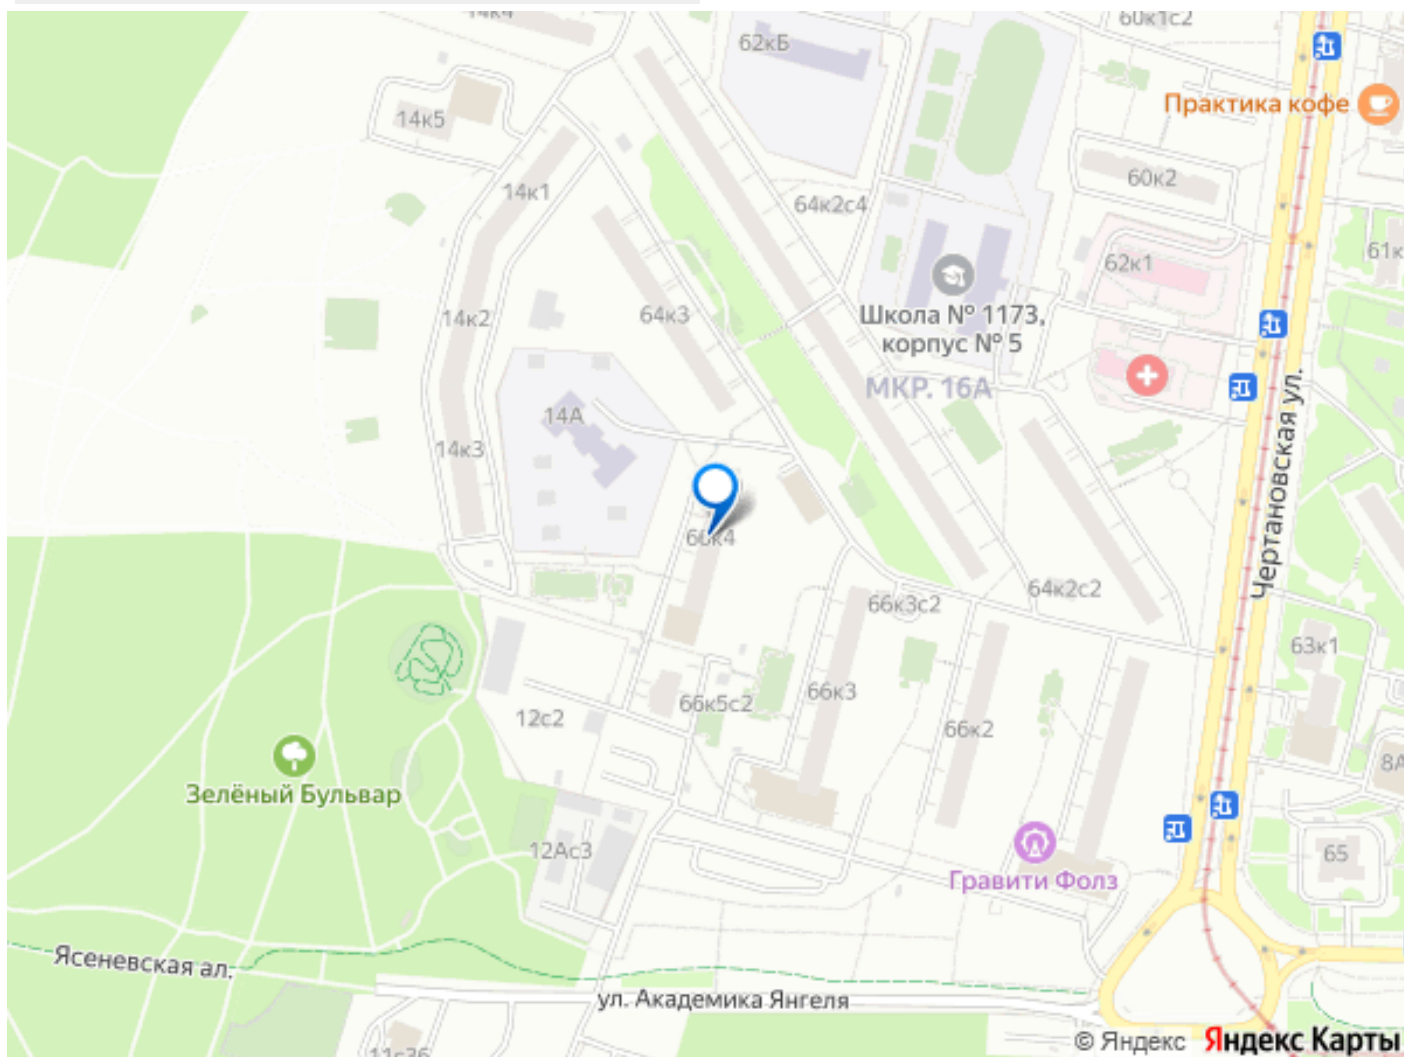 14к4
62кБ
60к1с2
Практика кофе
14к5
60к2
14к1
64к2с4
61к
62к1
14к2
64к3
Школа № 1173,
корпус № 5
МКР. 16А
14А
14к3
Чертановская ул.
66к4
64к2с2
66к3с2
63к1
66к3
66к5с2
12с2
66к2
8А
Зелёный Бульвар
12Ас3
65
Гравити Фолз
Ясеневская ал.
ул. Академика Янгеля
© Яндекс Яндекс Карты